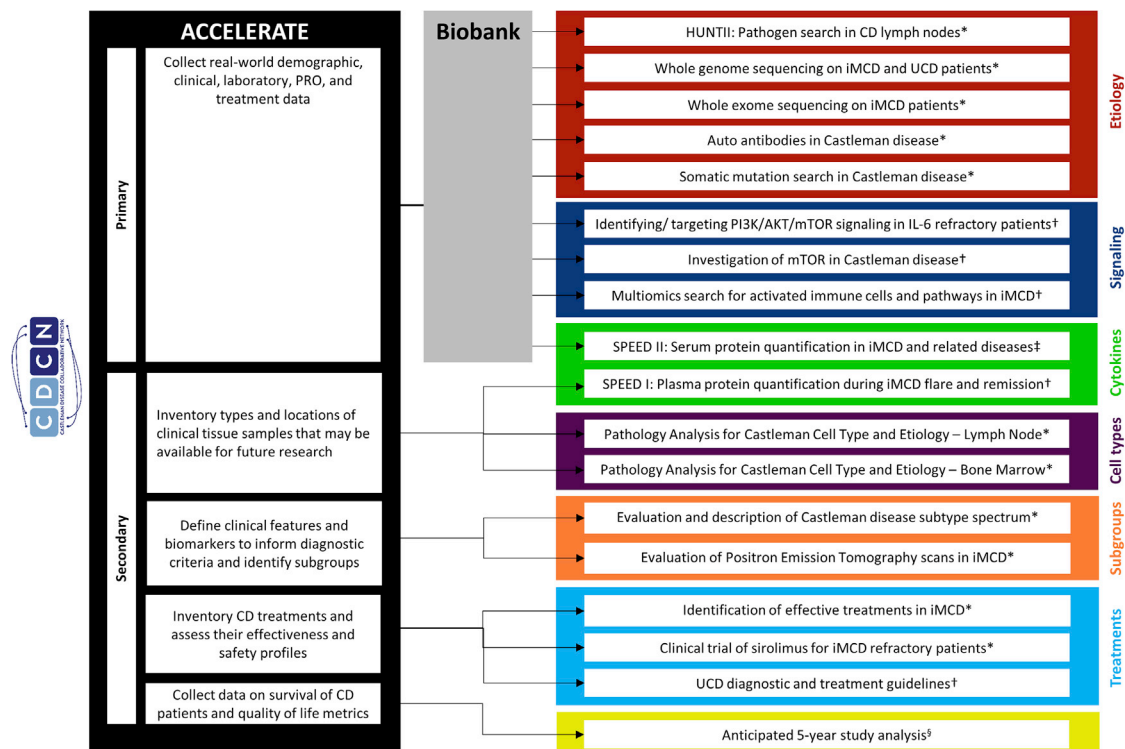 ACCELERATE
Biobank
Primary
Collect real-world demographic,
clinical, laboratory, PRO, and
treatment data
Secondary
Inventory types and locations of
clinical tissue samples that may be
available for future research
Define clinical features and
biomarkers to inform diagnostic
criteria and identify subgroups
Inventory CD treatments and
assess their effectiveness and
safety profiles
Collect data on survival of CD
patients and quality of life metrics
HUNTII: Pathogen search in CD lymph nodes*
Whole genome sequencing on iMCD and UCD patients*
Whole exome sequencing on iMCD patients*
Auto antibodies in Castleman disease*
Somatic mutation search in Castleman disease*
Etiology
Identifying/ targeting PI3K/AKT/mTOR signaling in IL-6 refractory patients†
Investigation of mTOR in Castleman disease†
Multiomics search for activated immune cells and pathways in iMCD†
Signaling
SPEED II: Serum protein quantification in iMCD and related diseases‡
SPEED I: Plasma protein quantification during iMCD flare and remission†
Cytokines
Pathology Analysis for Castleman Cell Type and Etiology – Lymph Node*
Pathology Analysis for Castleman Cell Type and Etiology – Bone Marrow*
Cell types
Evaluation and description of Castleman disease subtype spectrum*
Evaluation of Positron Emission Tomography scans in iMCD*
Subgroups
Identification of effective treatments in iMCD*
Clinical trial of sirolimus for iMCD refractory patients*
UCD diagnostic and treatment guidelines†
Treatments
Anticipated 5-year study analysis§
CDCN
CASTLEMAN DISEASE COLLABORATIVE NETWORK